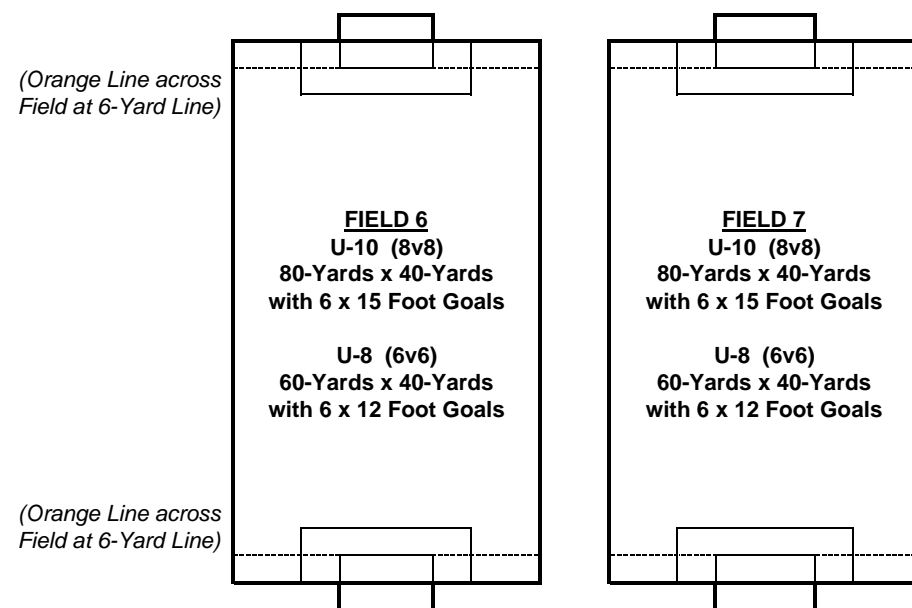 (Orange Line across
Field at 6-Yard Line)
FIELD 6
U-10 (8v8)
80-Yards x 40-Yards
with 6 x 15 Foot Goals
U-8 (6v6)
60-Yards x 40-Yards
with 6 x 12 Foot Goals
FIELD 7
U-10 (8v8)
80-Yards x 40-Yards
with 6 x 15 Foot Goals
U-8 (6v6)
60-Yards x 40-Yards
with 6 x 12 Foot Goals
(Orange Line across
Field at 6-Yard Line)